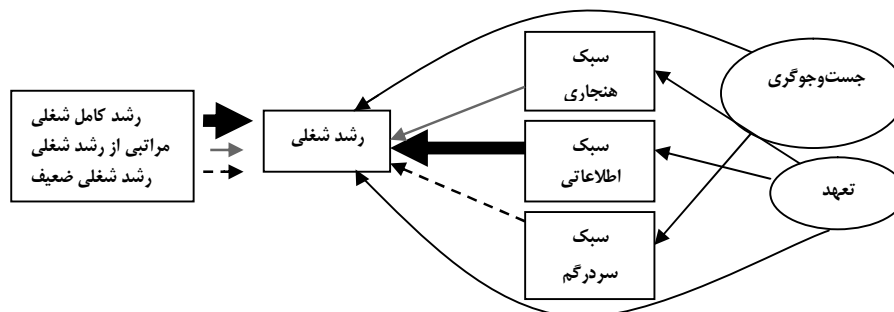 جست‌وجوگری
تعهد
سبک
هنجاری
سبک
اطلاعاتی
سبک
سردرگم
رشد شغلی
رشد کامل شغلی
مراتبی از رشد شغلی
رشد شغلی ضعیف